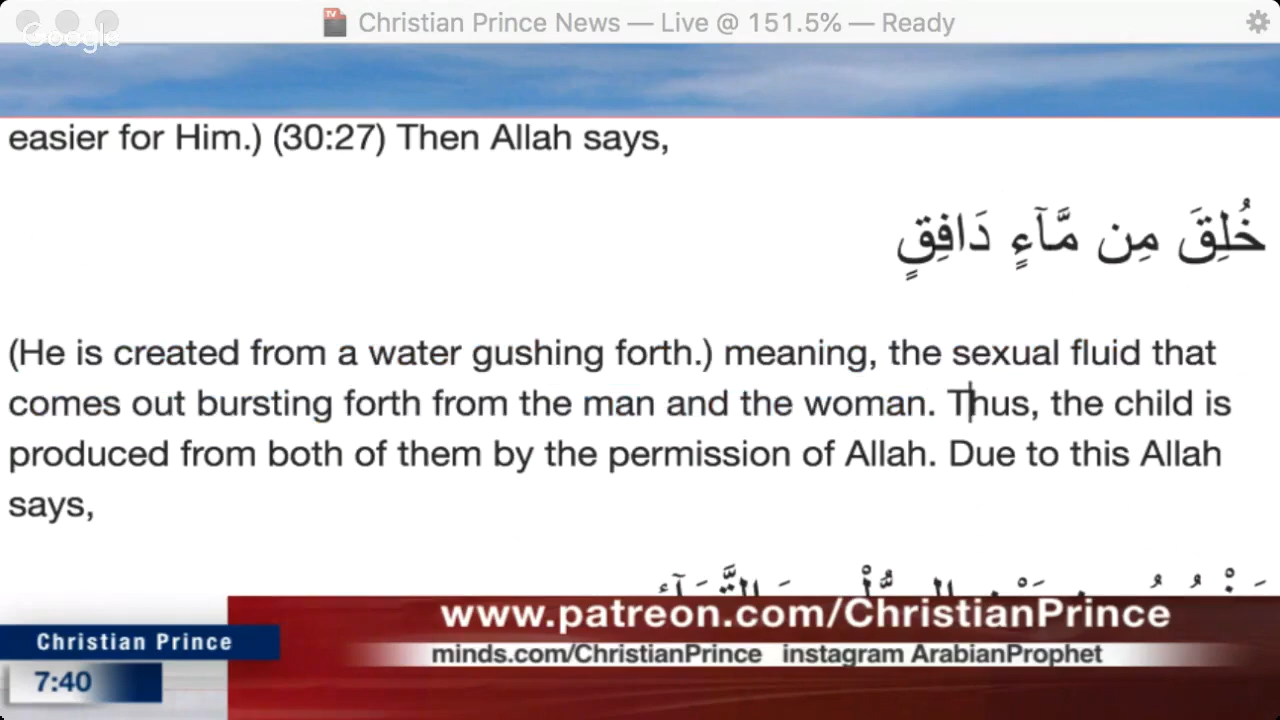 Christian Prince News — Live @ 151.5% — Ready
Google
easier for Him.) (30:27) Then Allah says,
خُلِقَ مِن مَّآءٍ دَافِقٍ
(He is created from a water gushing forth.) meaning, the sexual fluid that
comes out bursting forth from the man and the woman. Thus, the child is
produced from both of them by the permission of Allah. Due to this Allah
says,
www.patreon.com/ChristianPrince
Christian Prince
minds.com/ChristianPrince instagram ArabianProphet
7:40